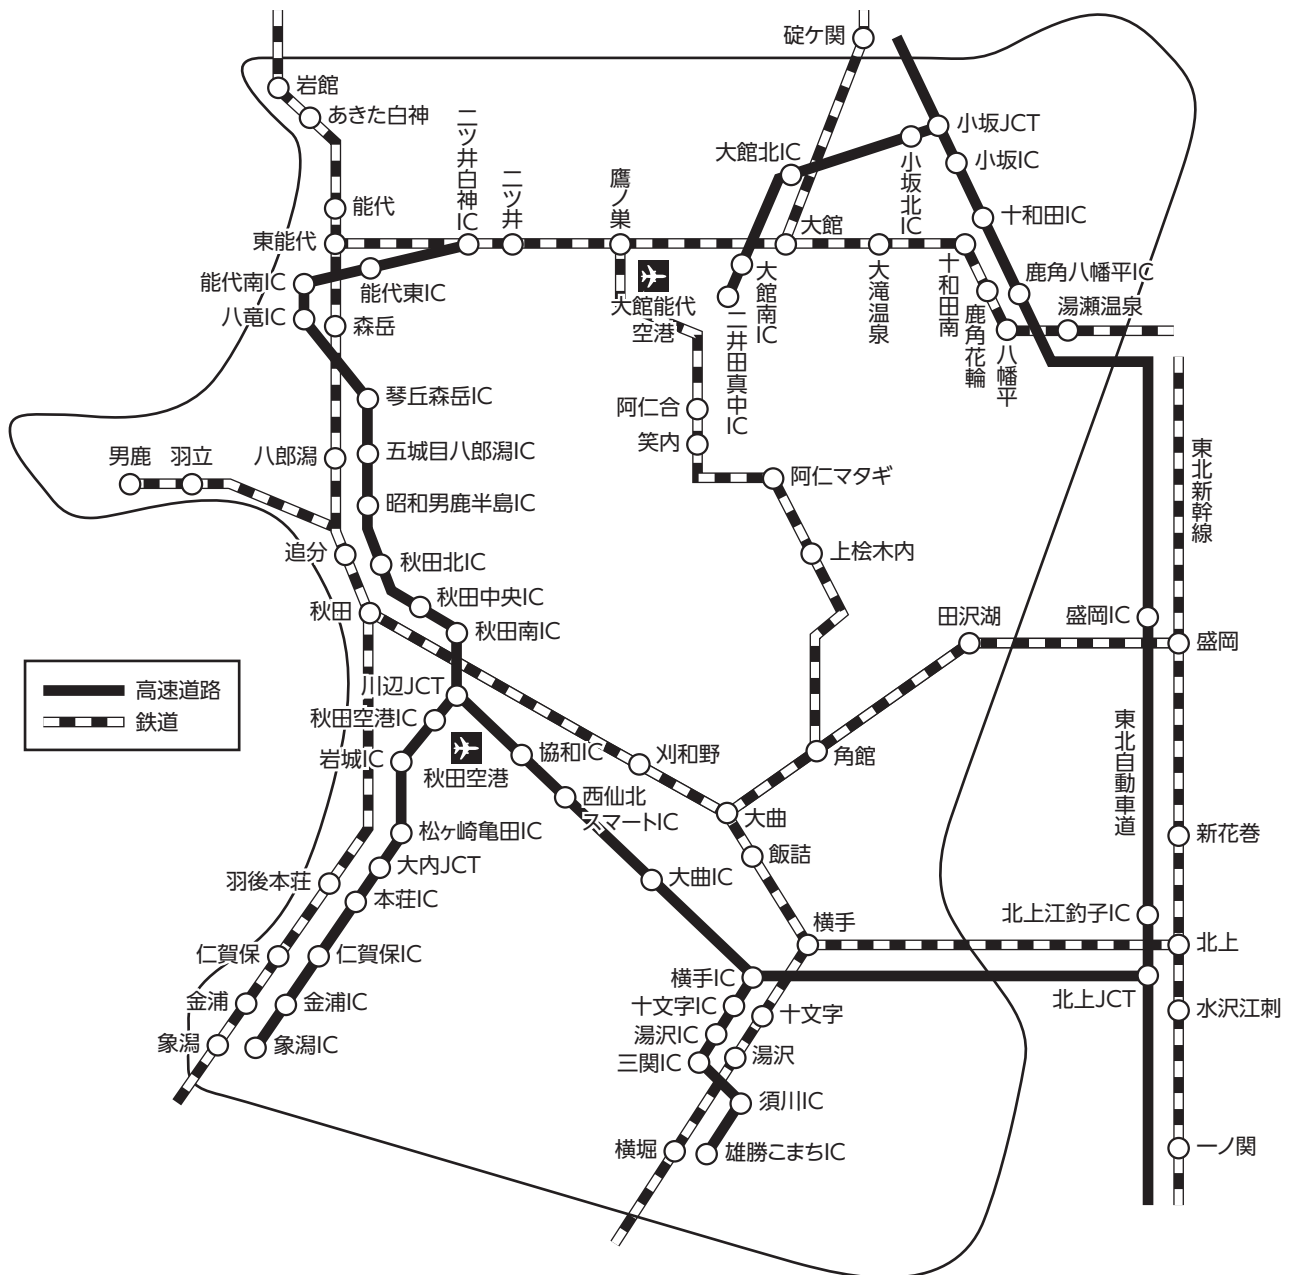 碇ケ関
岩館
あきた白神
二ツ井白神IC
二ツ井
鷹ノ巣
大館北IC
小坂北IC
小坂JCT
小坂IC
十和田IC
能代
東能代
大館
能代南IC
能代東IC
大館能代
空港
大館南IC
二井田真中IC
大滝温泉
十和田南
鹿角花輪
八幡平
鹿角八幡平IC
湯瀬温泉
八竜IC
森岳
琴丘森岳IC
阿仁合
笑内
男鹿
羽立
八郎潟
五城目八郎潟IC
阿仁マタギ
東北新幹線
昭和男鹿半島IC
追分
秋田北IC
上桧木内
秋田
秋田中央IC
秋田南IC
田沢湖
盛岡IC
盛岡
高速道路
鉄道
川辺JCT
秋田空港IC
岩城IC
秋田空港
協和IC
刈和野
角館
東北自動車道
西仙北
スマートIC
大曲
松ヶ崎亀田IC
新花巻
大内JCT
飯詰
羽後本荘
本荘IC
大曲IC
横手
北上江釣子IC
北上
仁賀保
仁賀保IC
横手IC
北上JCT
金浦
金浦IC
十文字IC
十文字
水沢江刺
象潟
象潟IC
湯沢IC
三関IC
湯沢
須川IC
横堀
雄勝こまちIC
一ノ関